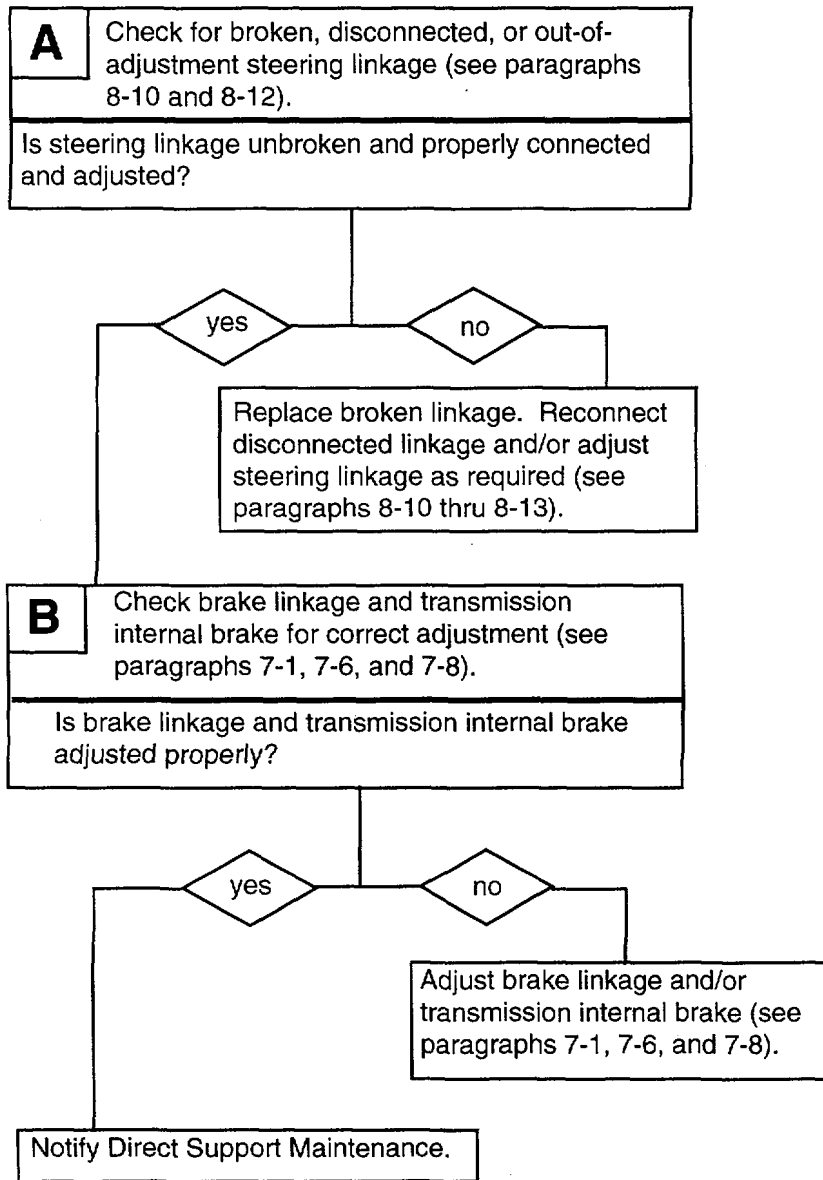 A
Check for broken, disconnected, or out-of-
adjustment steering linkage (see paragraphs
8-10 and 8-12).
Is steering linkage unbroken and properly connected
and adjusted?
yes
no
Replace broken linkage. Reconnect
disconnected linkage and/or adjust
steering linkage as required (see
paragraphs 8-10 thru 8-13).
B
Check brake linkage and transmission
internal brake for correct adjustment (see
paragraphs 7-1, 7-6, and 7-8).
Is brake linkage and transmission internal brake
adjusted properly?
yes
no
Adjust brake linkage and/or
transmission internal brake (see
paragraphs 7-1, 7-6, and 7-8).
Notify Direct Support Maintenance.